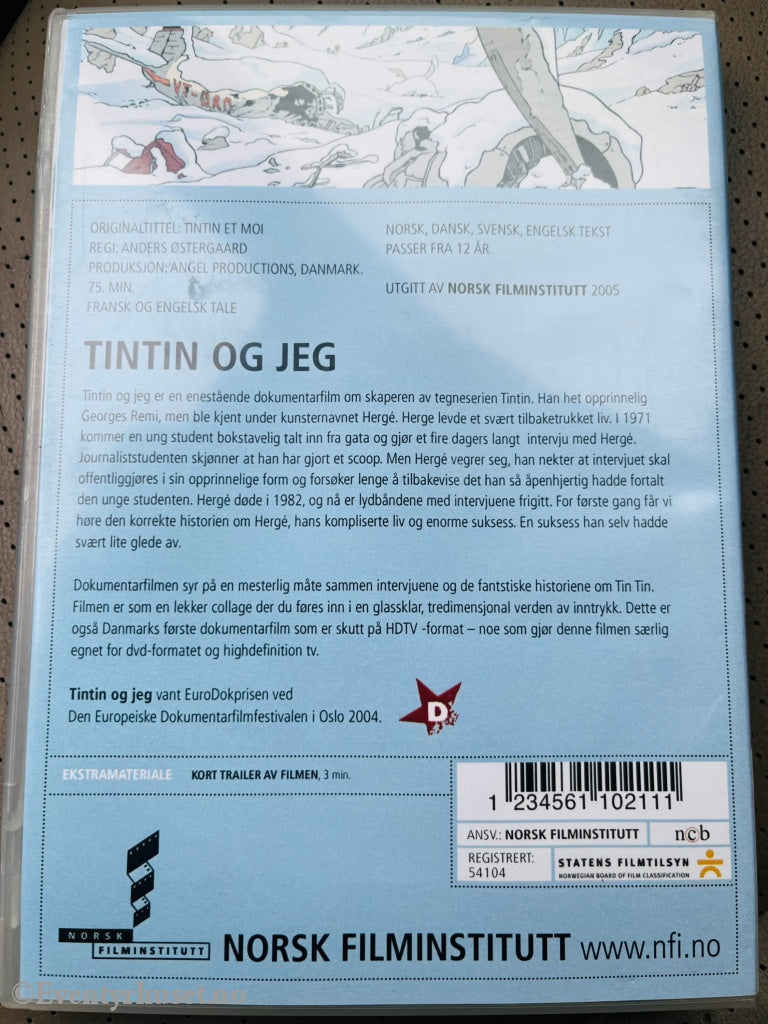 VT-
ORIGINALTITTEL: TINTIN ET MOI
REGI: ANDERS ØSTERGAARD
PRODUKSJON: ANGEL PRODUCTIONS, DANMARK.
75. MIN.
FRANSK OG ENGELSK TALE
NORSK, DANSK, SVENSK, ENGELSK TEKST
PASSER FRA 12 ÅR
UTGITT AV NORSK FILMINSTITUTT 2005
TINTIN OG JEG
Tintin og jeg er en enestående dokumentarfilm om skaperen av tegneserien Tintin. Han het opprinnelig
Georges Remi, men ble kjent under kunsternavnet Hergé. Herge levde et svært tilbaketrukket liv. I 1971
kommer en ung student bokstavelig talt inn fra gata og gjør et fire dagers langt intervju med Hergé.
Journaliststudenten skjønner at han har gjort et scoop. Men Hergé vegrer seg, han nekter at intervjuet skal
offentliggjøres i sin opprinnelige form og forsøker lenge å tilbakevise det han så åpenhjertig hadde fortalt
den unge studenten. Hergé døde i 1982, og nå er lydbåndene med intervjuene frigitt. For første gang får vi
høre den korrekte historien om Hergé, hans kompliserte liv og enorme suksess. En suksess han selv hadde
svært lite glede av.
Dokumentarfilmen syr på en mesterlig måte sammen intervjuene og de fantstiske historiene om Tin Tin.
Filmen er som en lekker collage der du føres inn i en glassklar, tredimensjonal verden av inntrykk. Dette er
også Danmarks første dokumentarfilm som er skutt på HDTV -format – noe som gjør denne filmen særlig
egnet for dvd-formatet og highdefinition tv.
Tintin og jeg vant EuroDokprisen ved
Den Europeiske Dokumentarfilmfestivalen i Oslo 2004.
D
EKSTRAMATERIALE KORT TRAILER AV FILMEN, 3 min.
1 234561 102111
ANSV.: NORSK FILMINSTITUTT
ncb
REGISTRERT:
54104
STATENS FILMTILSYN
NORWEGIAN BOARD OF FILM CLASSIFICATION
NORSK
FILMINSTITUTT
NORSK FILMINSTITUTT www.nfi.no
©Eventyrhuset.no